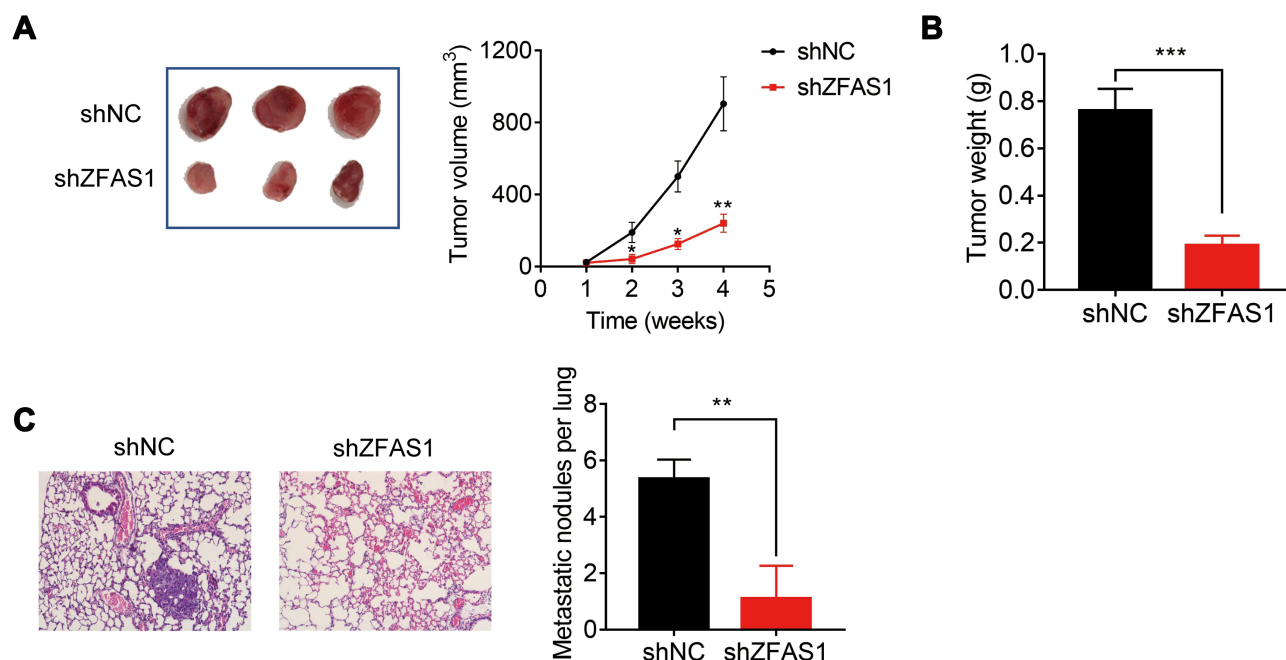 A
shNC
shZFAS1
Tumor volume (mm³)
1200
800
400
0
*
*
**
0 1 2 3 4 5
Time (weeks)
shNC
shZFAS1
B
Tumor weight (g)
1.0
0.8
0.6
0.4
0.2
0.0
***
shNC shZFAS1
C
shNC shZFAS1
Metastatic nodules per lung
8
6
4
2
0
**
shNC shZFAS1